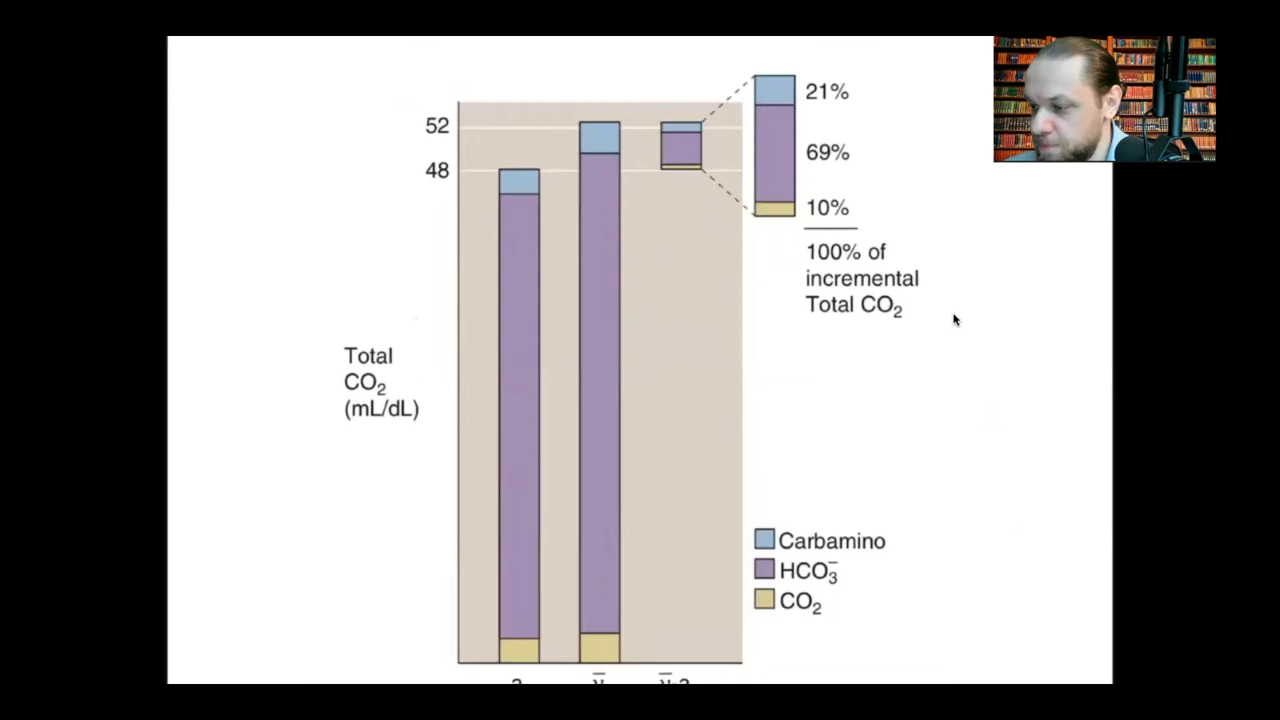 52
48
21%
69%
10%
100% of
incremental
Total CO₂
Total
CO₂
(mL/dL)
Carbamino
HCO₃⁻
CO₂